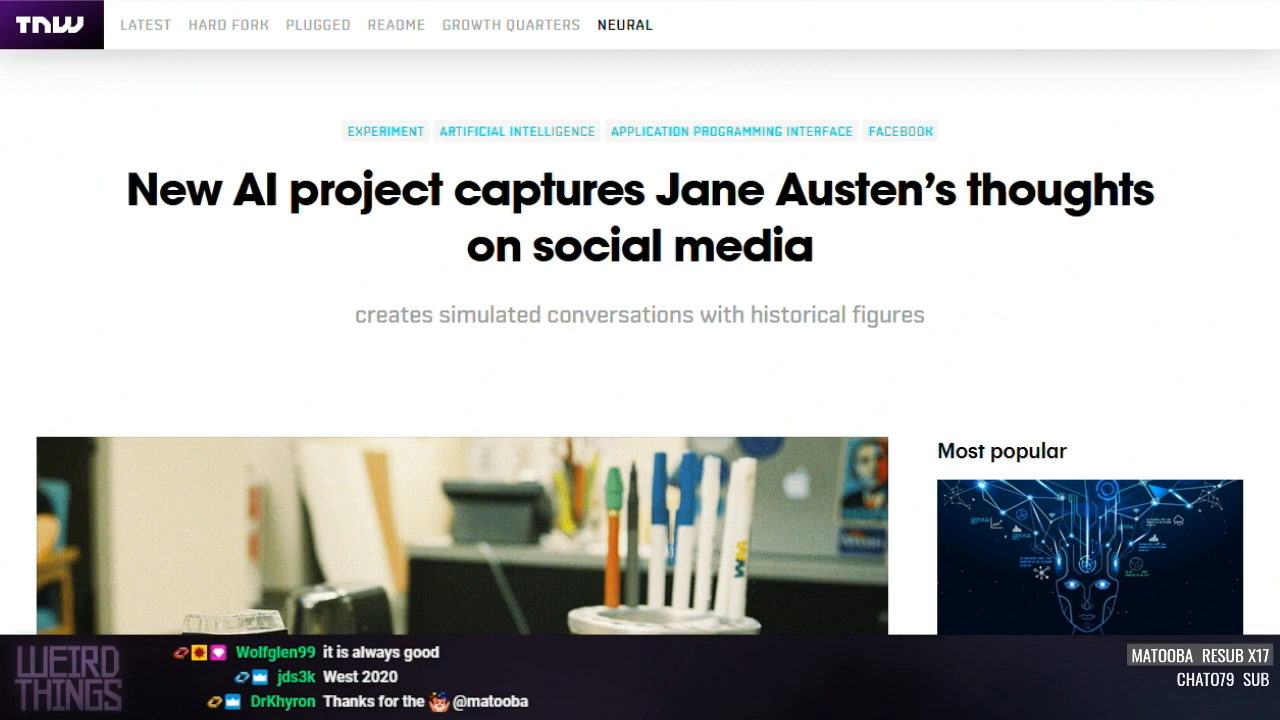 TNW
LATEST HARD FORK PLUGGED README GROWTH QUARTERS NEURAL
EXPERIMENT ARTIFICIAL INTELLIGENCE APPLICATION PROGRAMMING INTERFACE FACEBOOK
New AI project captures Jane Austen’s thoughts
on social media
creates simulated conversations with historical figures
Most popular
WEIRD
THINGS
Wolfglen99 it is always good
jds3k West 2020
DrKhyron Thanks for the @matooba
MATOOBA RESUB X17
CHATO79 SUB